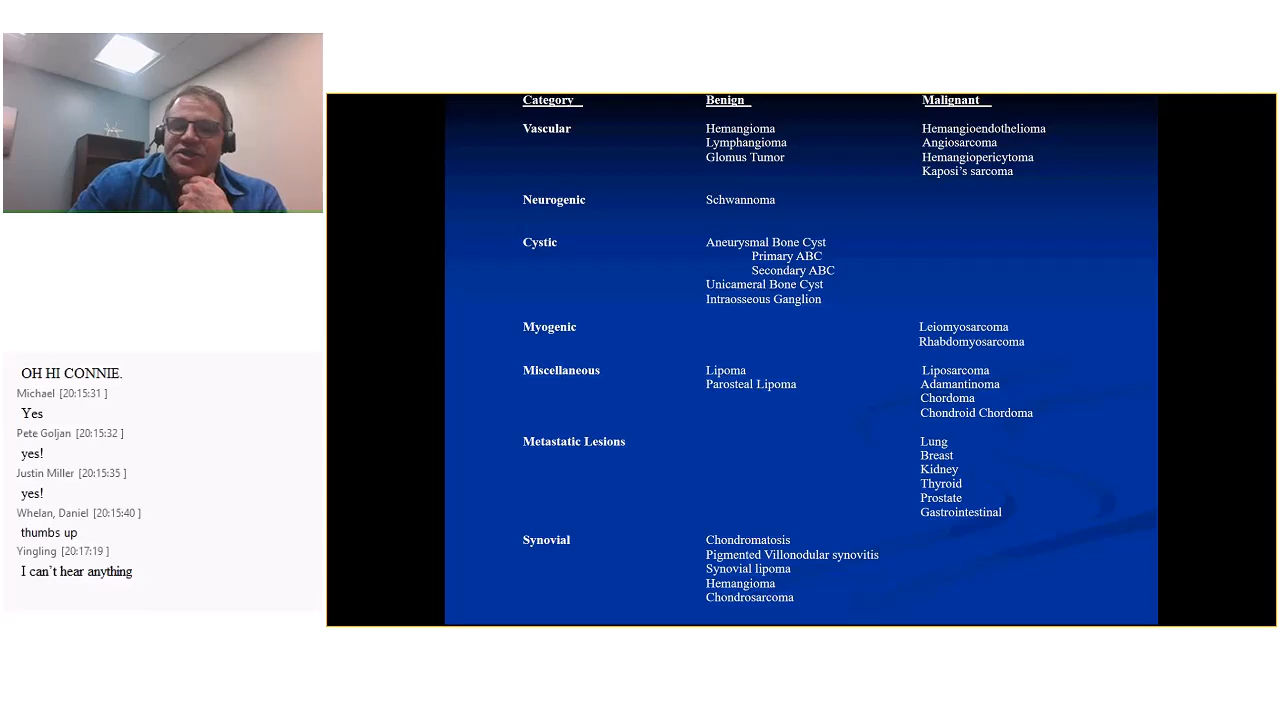 OH HI CONNIE.
Michael [20:15:31 ]
Yes
Pete Goljan [20:15:32 ]
yes!
Justin Miller [20:15:35 ]
yes!
Whelan, Daniel [20:15:40 ]
thumbs up
Yingling [20:17:19 ]
I can't hear anything
Category Benign Malignant
Vascular Hemangioma Hemangioendothelioma
Lymphangioma Angiosarcoma
Glomus Tumor Hemangiopericytoma
Kaposi's sarcoma
Neurogenic Schwannoma
Cystic Aneurysmal Bone Cyst
Primary ABC
Secondary ABC
Unicameral Bone Cyst
Intraosseous Ganglion
Myogenic Leiomyosarcoma
Rhabdomyosarcoma
Miscellaneous Lipoma Liposarcoma
Parosteal Lipoma Adamantinoma
Chordoma
Chondroid Chordoma
Metastatic Lesions Lung
Breast
Kidney
Thyroid
Prostate
Gastrointestinal
Synovial Chondromatosis
Pigmented Villonodular synovitis
Synovial lipoma
Hemangioma
Chondrosarcoma